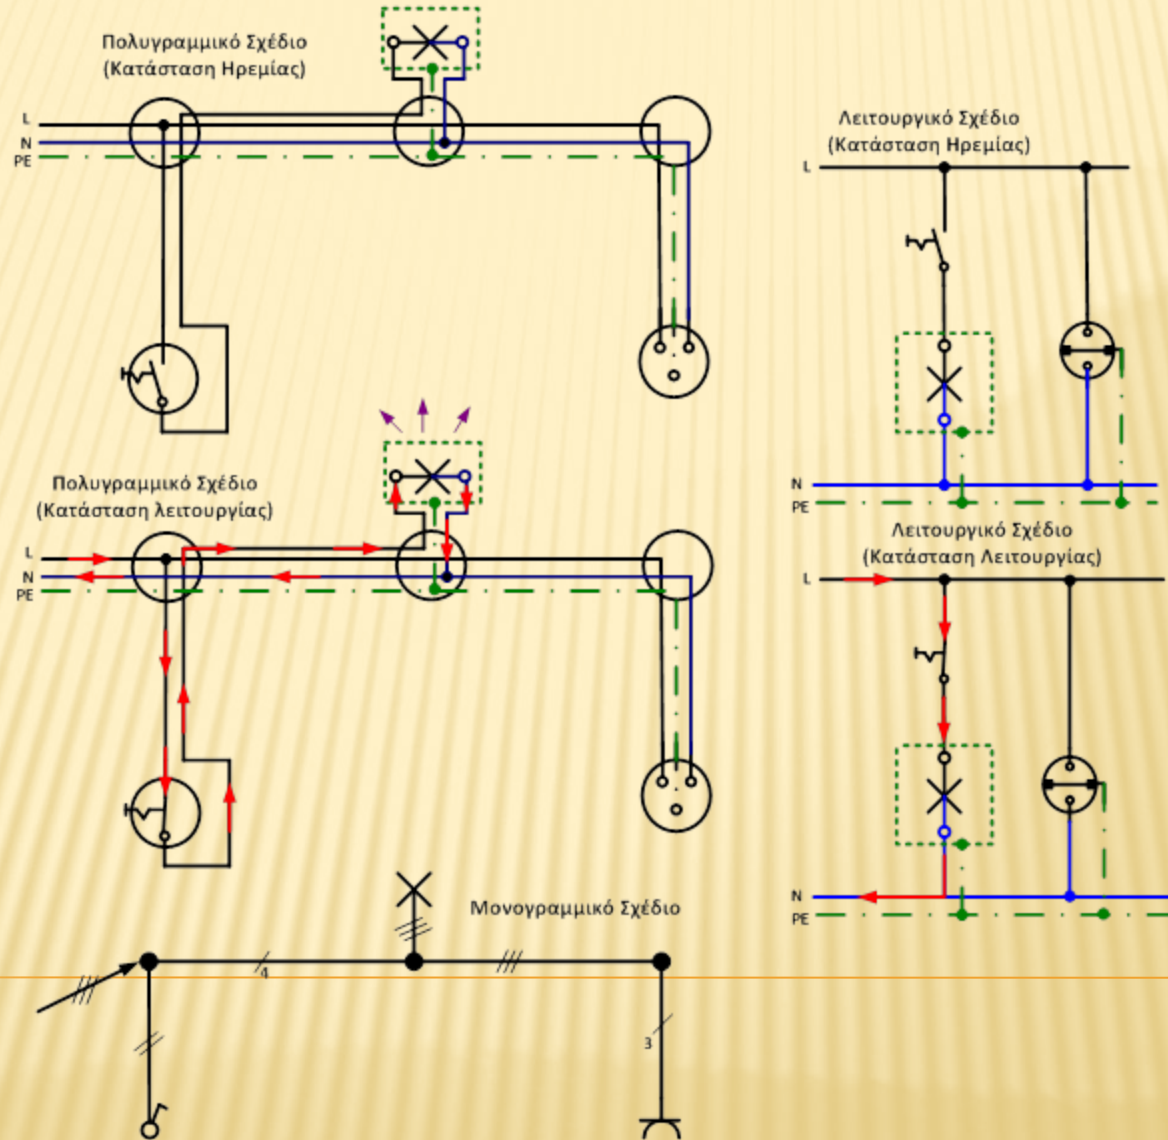 Πολυγραμμικό Σχέδιο
(Κατάσταση Ηρεμίας)
L
N
PE
Λειτουργικό Σχέδιο
(Κατάσταση Ηρεμίας)
L
N
PE
Πολυγραμμικό Σχέδιο
(Κατάσταση λειτουργίας)
L
N
PE
Λειτουργικό Σχέδιο
(Κατάσταση Λειτουργίας)
L
N
PE
Μονογραμμικό Σχέδιο
4
3